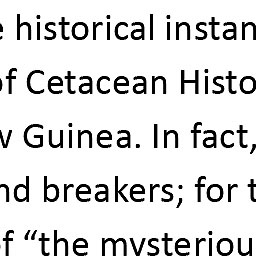 historical instan
of Cetacean Histo
w Guinea. In fact,
nd breakers; for t
f “the mysteriou